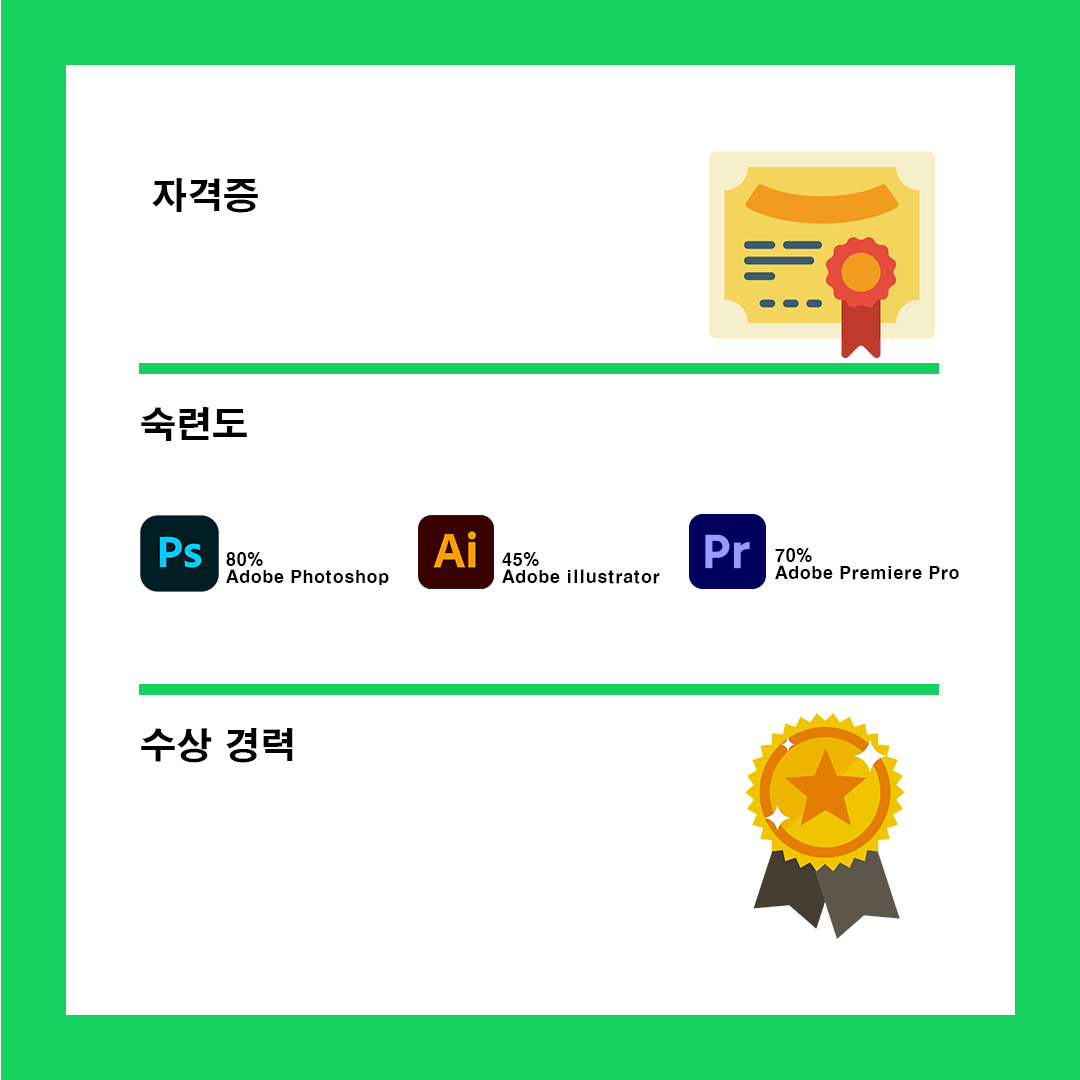 자격증
숙련도
Ps
80%
Adobe Photoshop
Ai
45%
Adobe illustrator
Pr
70%
Adobe Premiere Pro
수상 경력